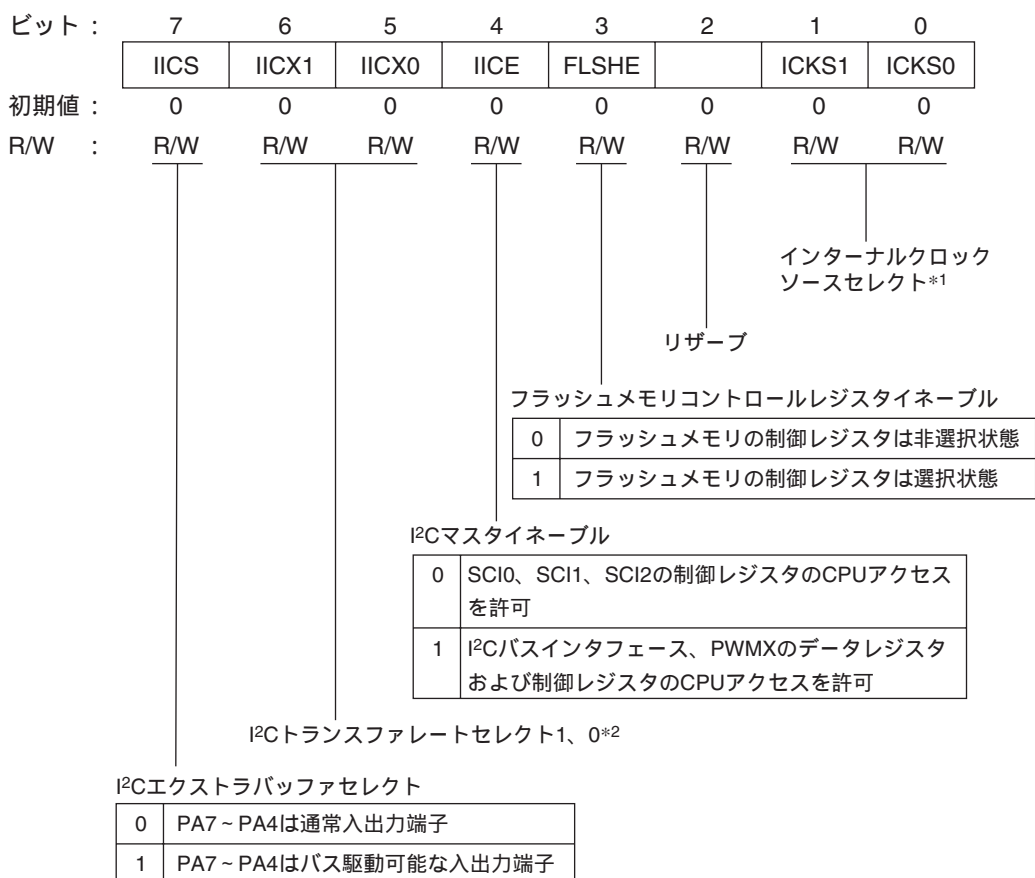 ビット： 7 6 5 4 3 2 1 0
IICS IICX1 IICX0 IICE FLSHE ICKS1 ICKS0
初期値： 0 0 0 0 0 0 0 0
R/W ： R/W R/W R/W R/W R/W R/W R/W R/W
インターナルクロック
ソースセレクト*1
リザーブ
フラッシュメモリコントロールレジスタイネーブル
0 フラッシュメモリの制御レジスタは非選択状態
1 フラッシュメモリの制御レジスタは選択状態
I²Cマスタイネーブル
0 SCI0、SCI1、SCI2の制御レジスタのCPUアクセス
を許可
1 I²Cバスインタフェース、PWMXのデータレジスタ
および制御レジスタのCPUアクセスを許可
I²Cトランスファレートセレクト1、0*2
I²Cエクストラバッファセレクト
0 PA7～PA4は通常入出力端子
1 PA7～PA4はバス駆動可能な入出力端子